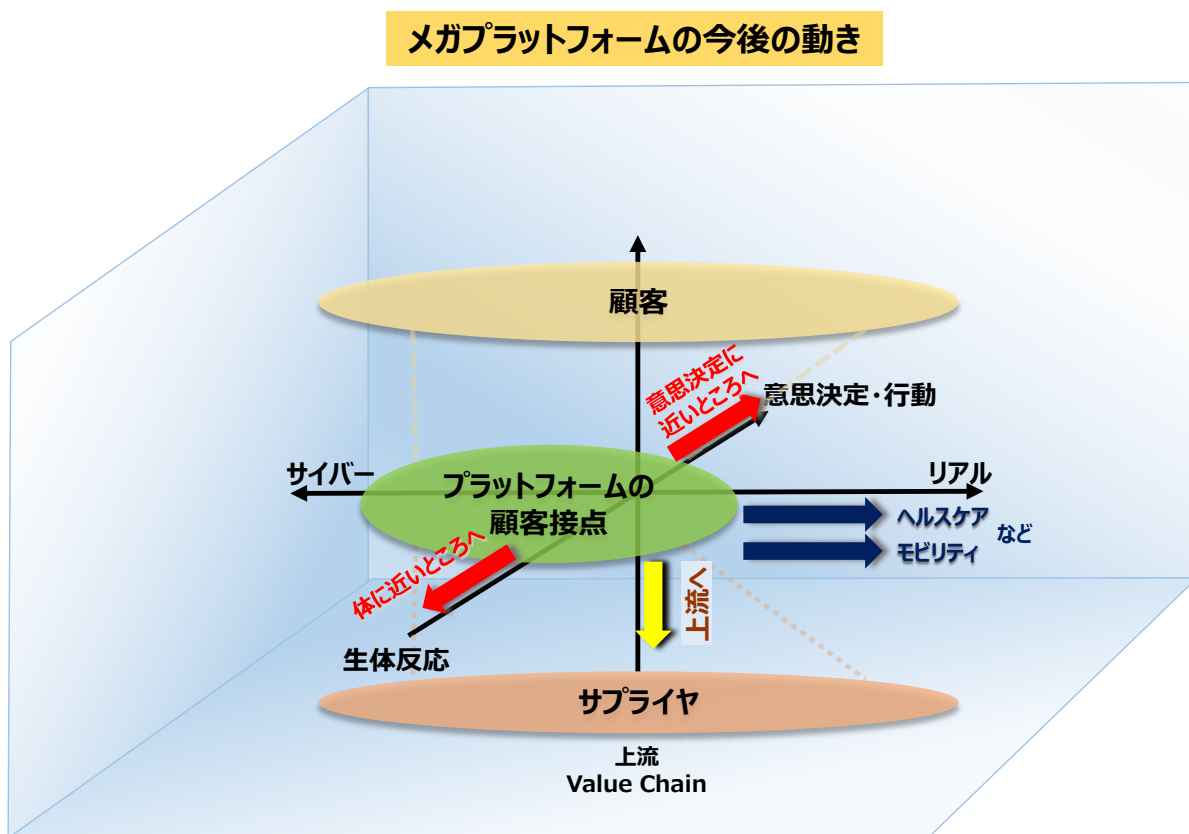 メガプラットフォームの今後の動き
顧客
意思決定に
近いところへ
意思決定・行動
サイバー
リアル
プラットフォームの
顧客接点
ヘルスケア
モビリティ
など
体に近いところへ
上流へ
生体反応
サプライヤ
上流
Value Chain